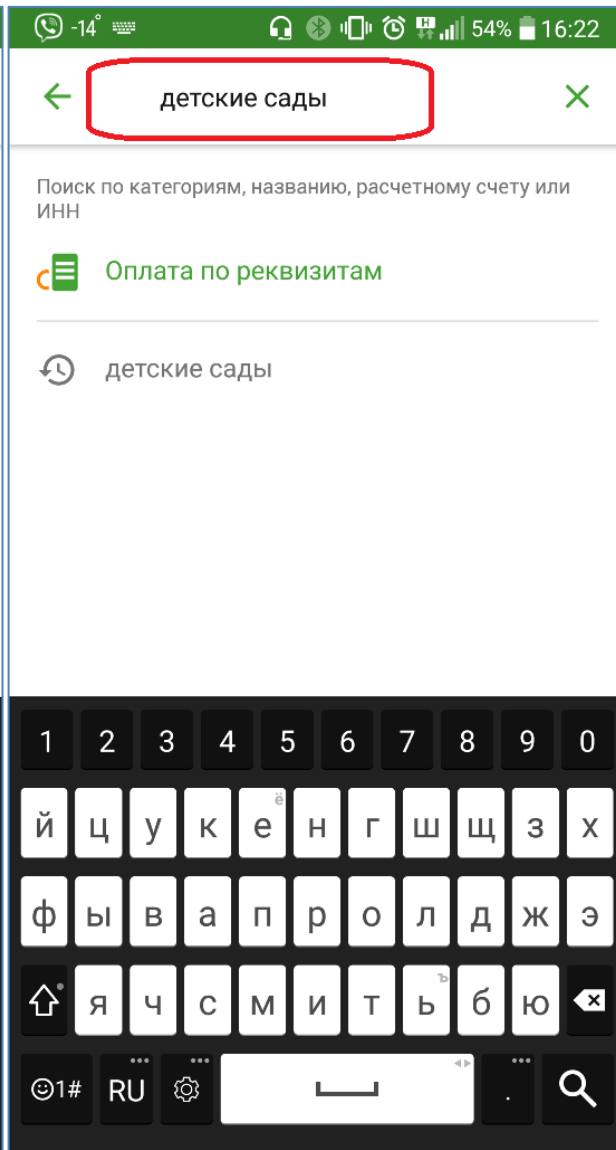 -14° 54% 16:22
детские сады
Поиск по категориям, названию, расчетному счету или
ИНН
Оплата по реквизитам
детские сады
1 2 3 4 5 6 7 8 9 0
й ц у к е ё н г ш щ з х
ф ы в а п р о л д ж э
я ч с м и т ь ъ б ю
1# RU .